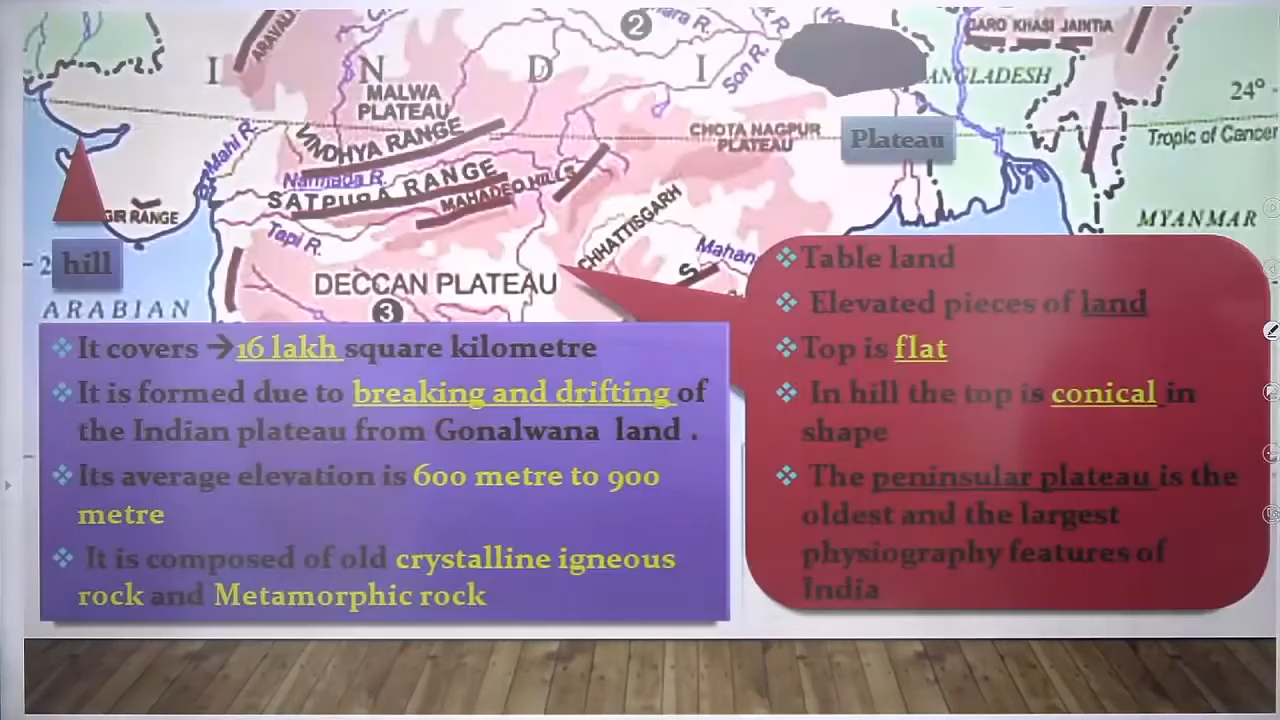 2
GARO KHASI JAINTIA
I N D I
Son R.
ANGLADESH
24°
MALWA
PLATEAU
VINDHYA RANGE
CHOTA NAGPUR
PLATEAU
Plateau
Tropic of Cancer
Mahi R.
Narmada R.
SATPURA RANGE
MAHADEO HILLS
GIR RANGE
CHHATTISGARH
MYANMAR
Tapi R.
Mahan
hill
2
DECCAN PLATEAU
3
ARABIAN
❖It covers →16 lakh square kilometre
❖It is formed due to breaking and drifting of
the Indian plateau from Gonalwana land .
❖Its average elevation is 600 metre to 900
metre
❖ It is composed of old crystalline igneous
rock and Metamorphic rock
❖Table land
❖ Elevated pieces of land
❖Top is flat
❖ In hill the top is conical in
shape
❖ The peninsular plateau is the
oldest and the largest
physiography features of
India